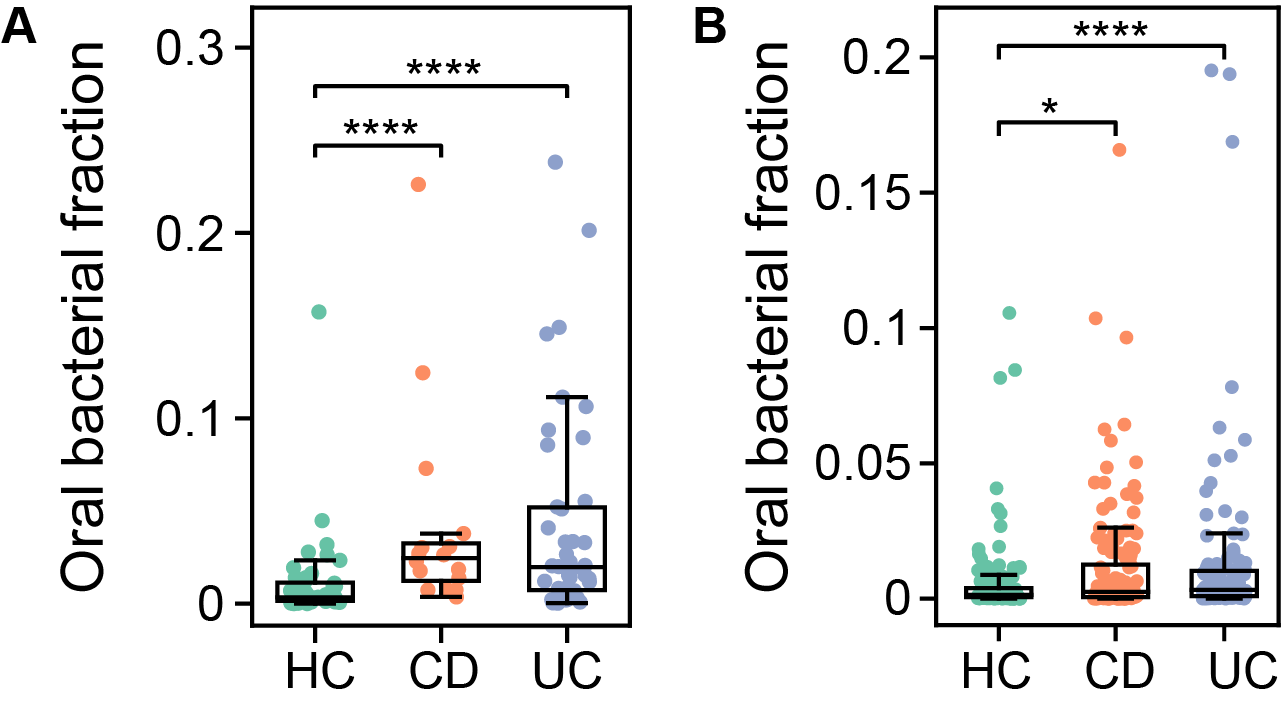 A
Oral bacterial fraction
0.3
0.2
0.1
0
****
****
HC CD UC
B
Oral bacterial fraction
0.2
0.15
0.1
0.05
0
****
*
HC CD UC